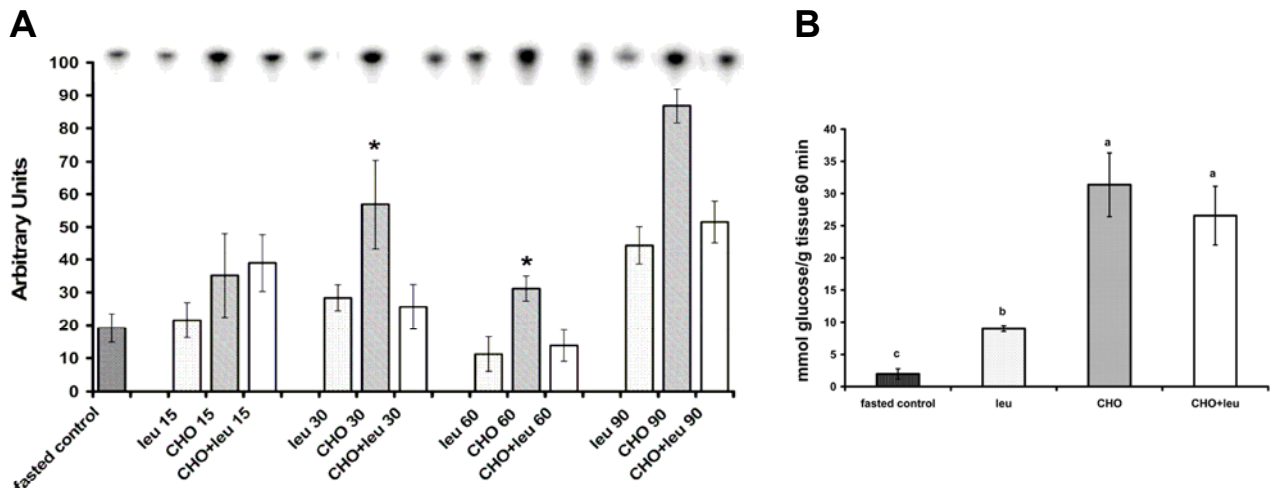 A
B
100
90
80
70
60
50
40
30
20
10
0
Arbitrary Units
*
*
fasted control
leu 15
CHO 15
CHO+leu 15
leu 30
CHO 30
CHO+leu 30
leu 60
CHO 60
CHO+leu 60
leu 90
CHO 90
CHO+leu 90
40
35
30
25
20
15
10
5
0
mmol glucose/g tissue 60 min
c
b
a
a
fasted control
leu
CHO
CHO+leu